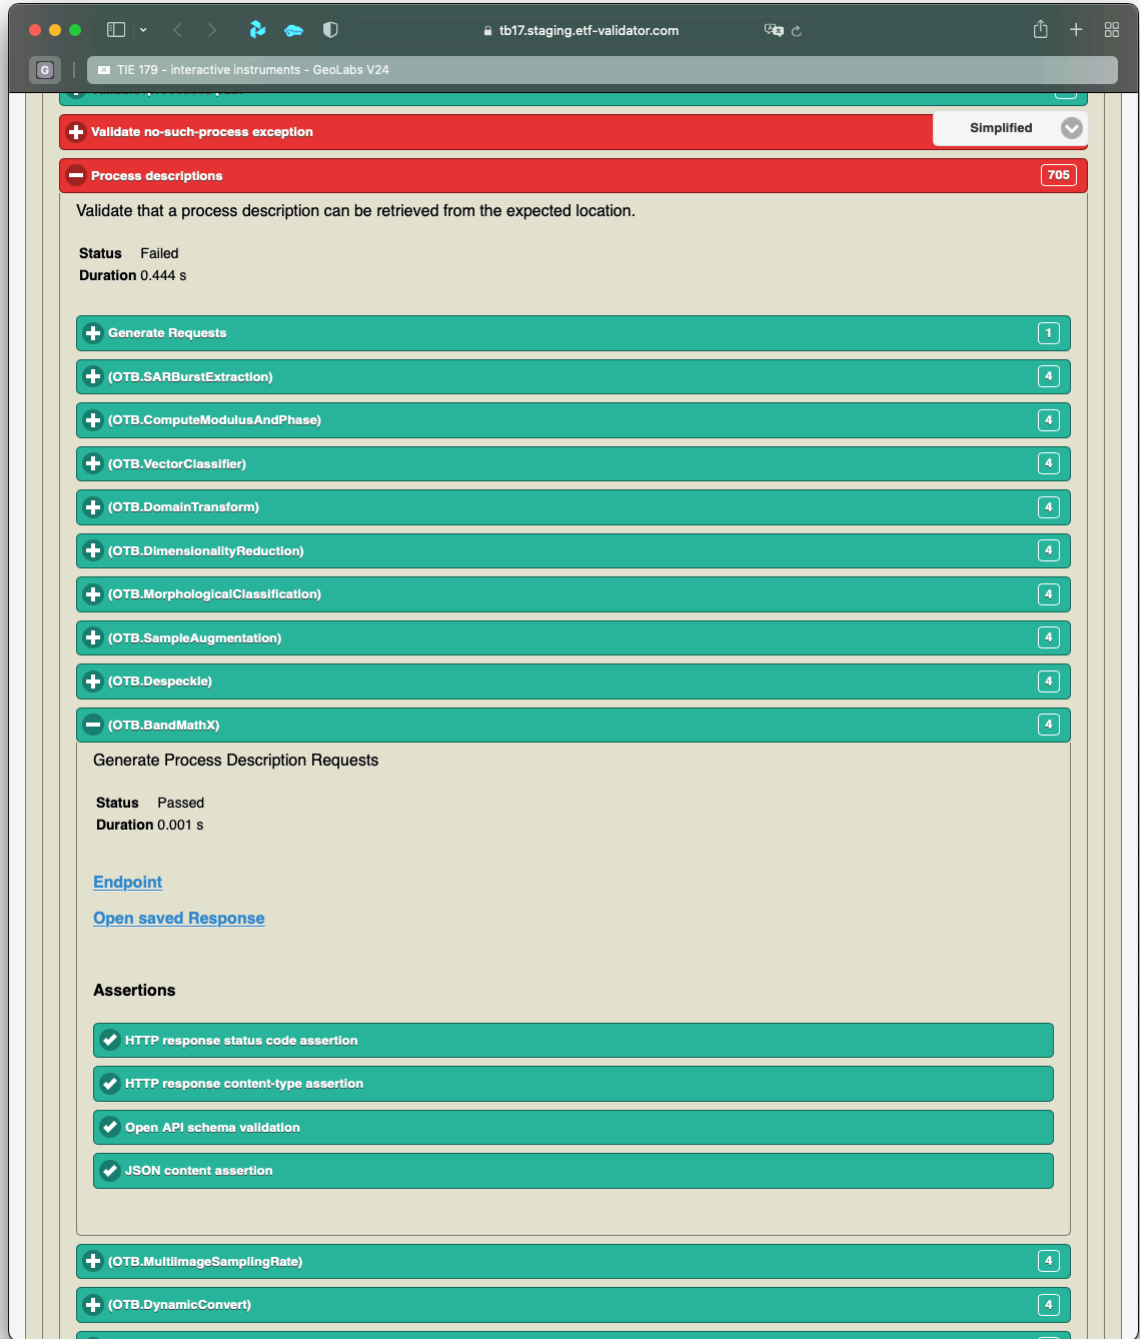 tb17.staging.etf-validator.com
G
TIE 179 - interactive instruments - GeoLabs V24
Validate no-such-process exception
Simplified
Process descriptions 705
Validate that a process description can be retrieved from the expected location.
Status Failed
Duration 0.444 s
Generate Requests 1
(OTB.SARBurstExtraction) 4
(OTB.ComputeModulusAndPhase) 4
(OTB.VectorClassifier) 4
(OTB.DomainTransform) 4
(OTB.DimensionalityReduction) 4
(OTB.MorphologicalClassification) 4
(OTB.SampleAugmentation) 4
(OTB.Despeckle) 4
(OTB.BandMathX) 4
Generate Process Description Requests
Status Passed
Duration 0.001 s
Endpoint
Open saved Response
Assertions
HTTP response status code assertion
HTTP response content-type assertion
Open API schema validation
JSON content assertion
(OTB.MultiImageSamplingRate) 4
(OTB.DynamicConvert) 4